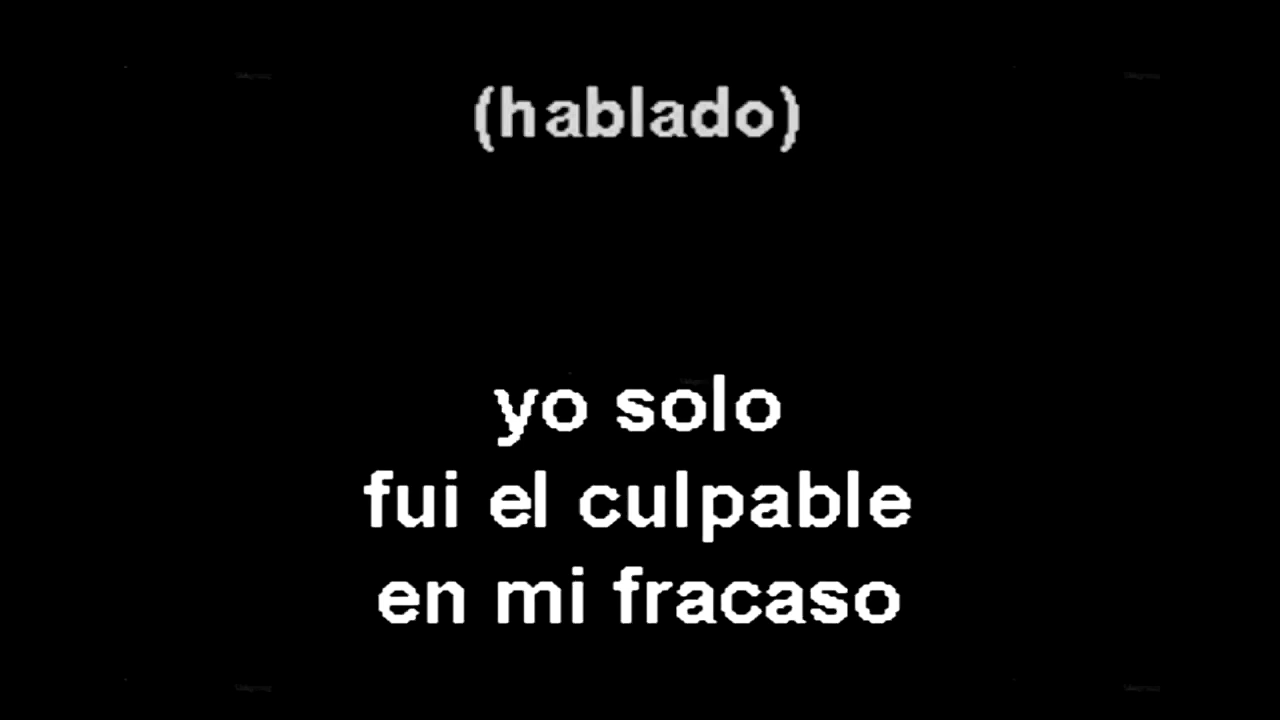 (hablado)
yo solo
fui el culpable
en mi fracaso